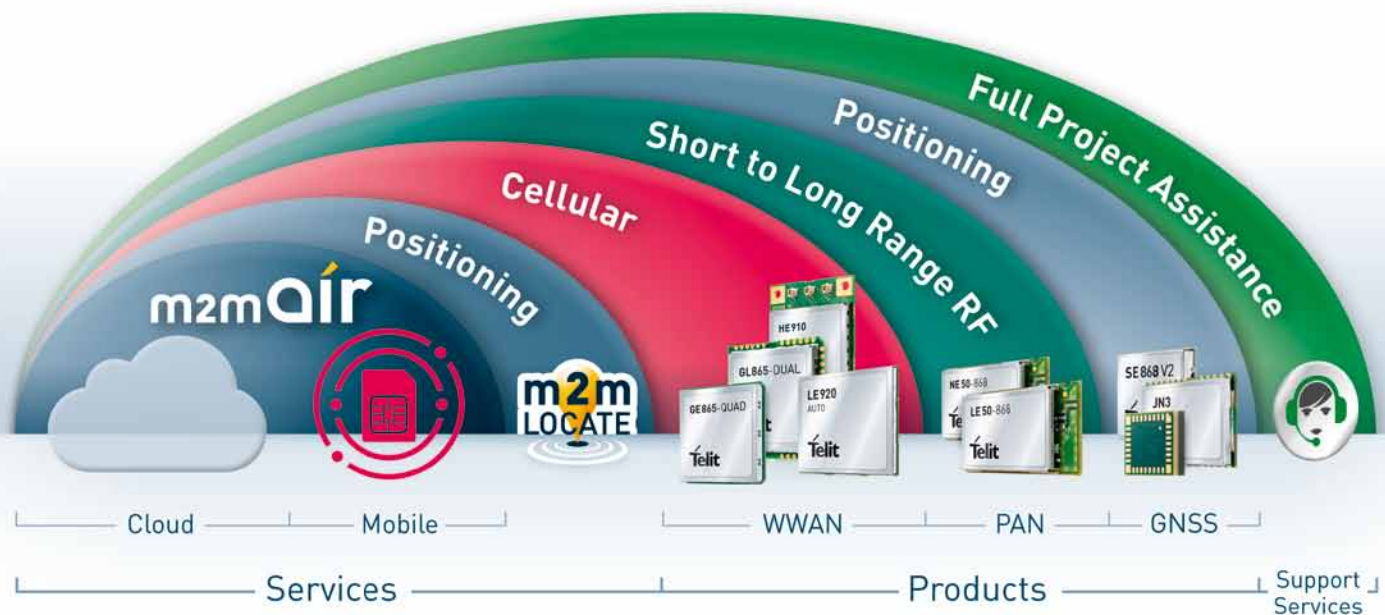 Full Project Assistance
Positioning
Short to Long Range RF
Cellular
Positioning
m2mair
m2m
LOCATE
HE910
GL865-DUAL
GE865-QUAD
Telit
LE920
AUTO
Telit
NE50-868
LE50-868
Telit
SE868 V2
JN3
Cloud
Mobile
WWAN
PAN
GNSS
Services
Products
Support
Services